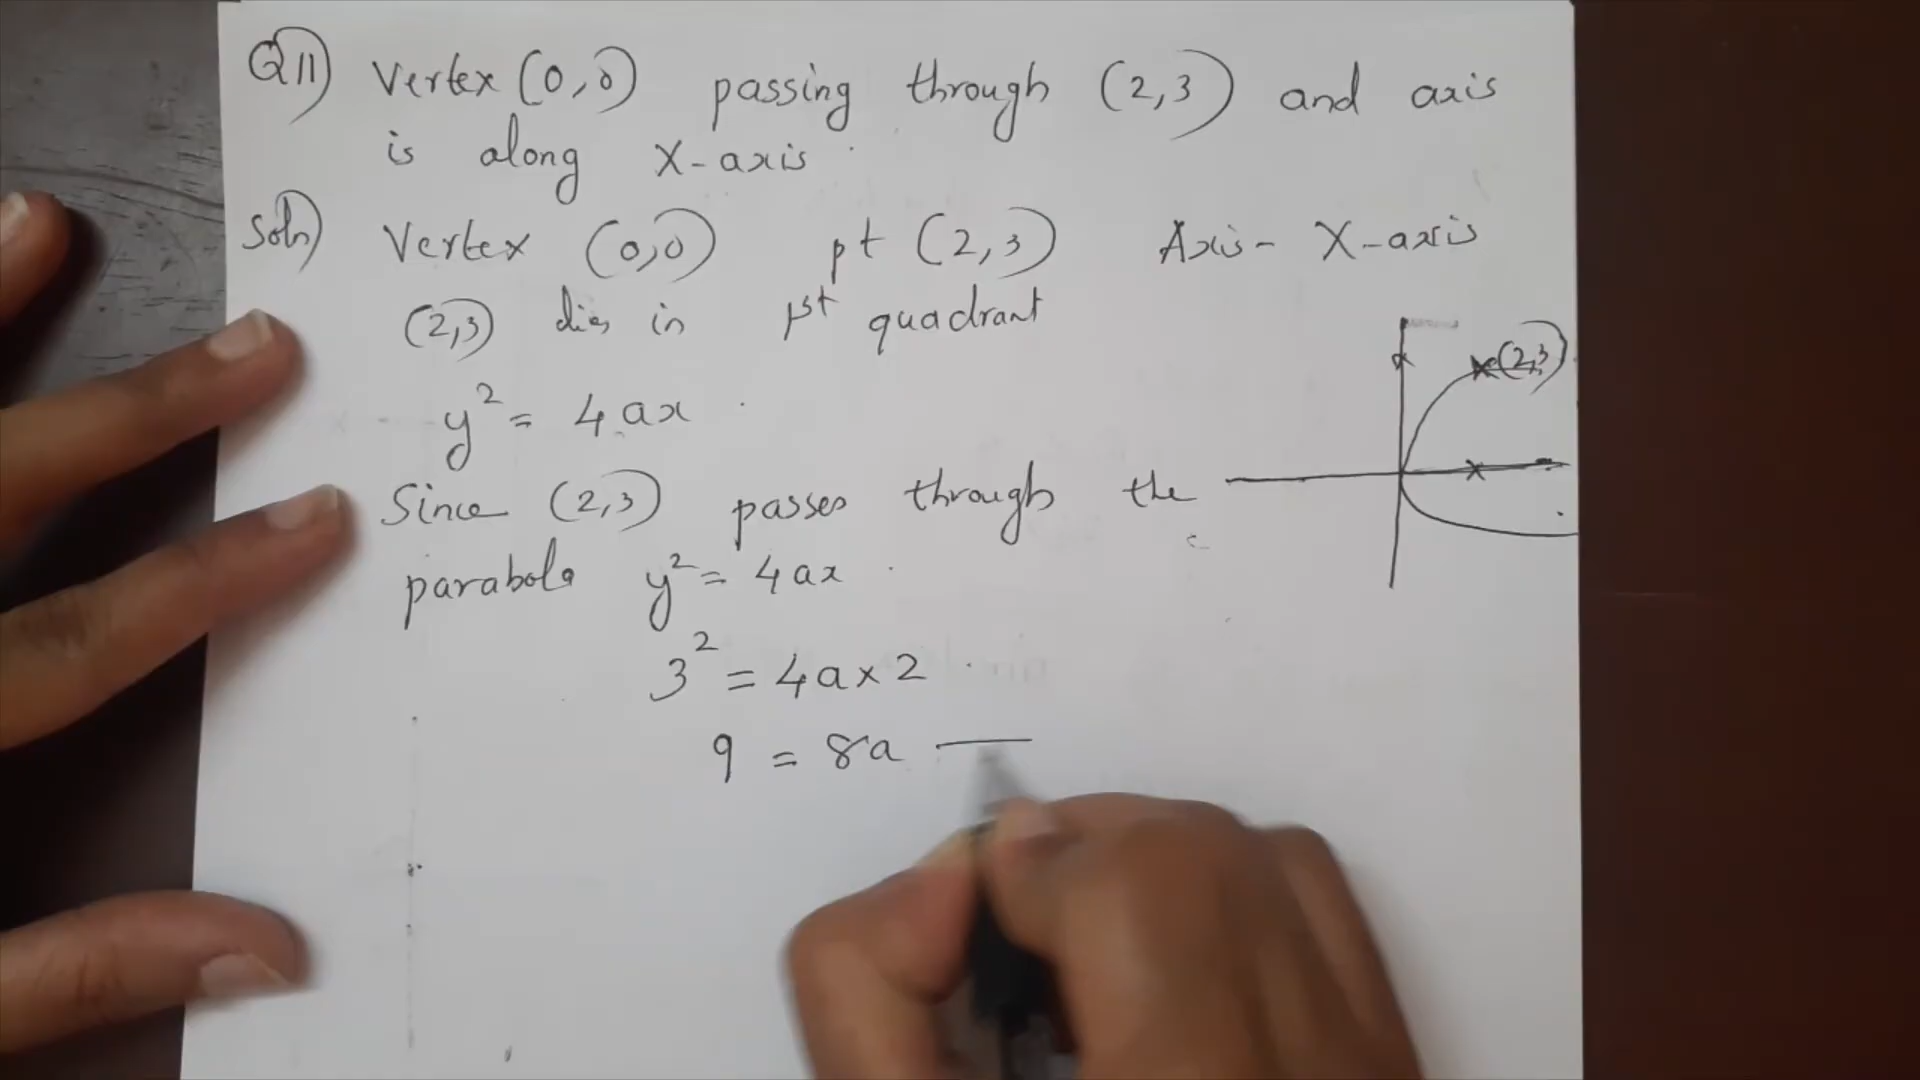 Q11) Vertex (0,0) passing through (2,3) and axis
is along X-axis
Soln) Vertex (0,0) pt (2,3) Axis - X-axis
(2,3) lies in 1st quadrant
(2,3)
y² = 4ax
Since (2,3) passes through the
parabola y² = 4ax
3² = 4a×2
9 = 8a —